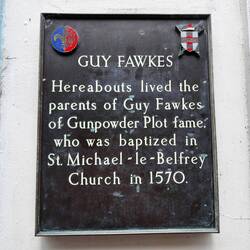 GUY FAWKES
Hereabouts lived the
parents of Guy Fawkes
of Gunpowder Plot fame,
who was baptized in
St. Michael-le-Belfrey
Church in 1570.